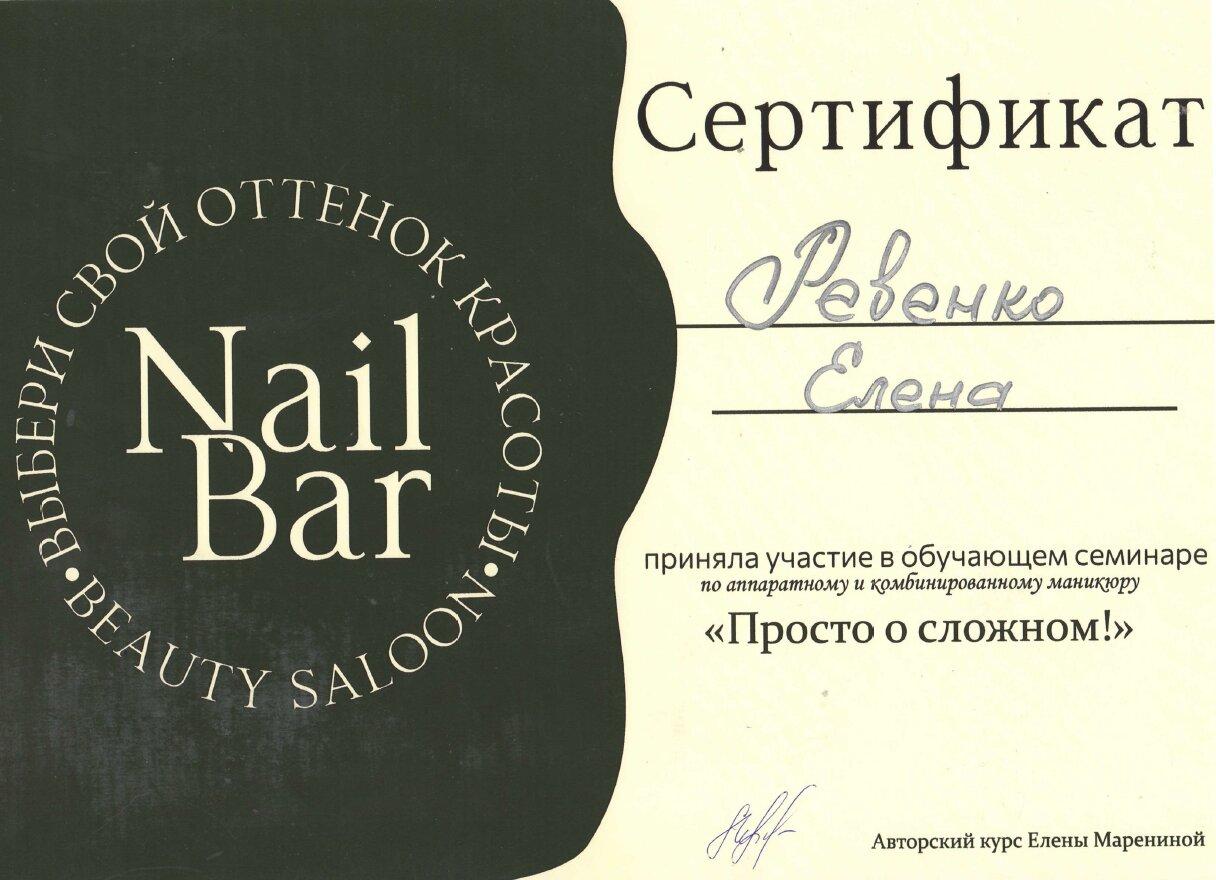 ВЫБЕРИ СВОЙ ОТТЕНОК КРАСОТЫ
Nail
Bar
•BEAUTY SALOON•
Сертификат
Ревенко
Елена
приняла участие в обучающем семинаре
по аппаратному и комбинированному маникюру
«Просто о сложном!»
Авторский курс Елены Марениной